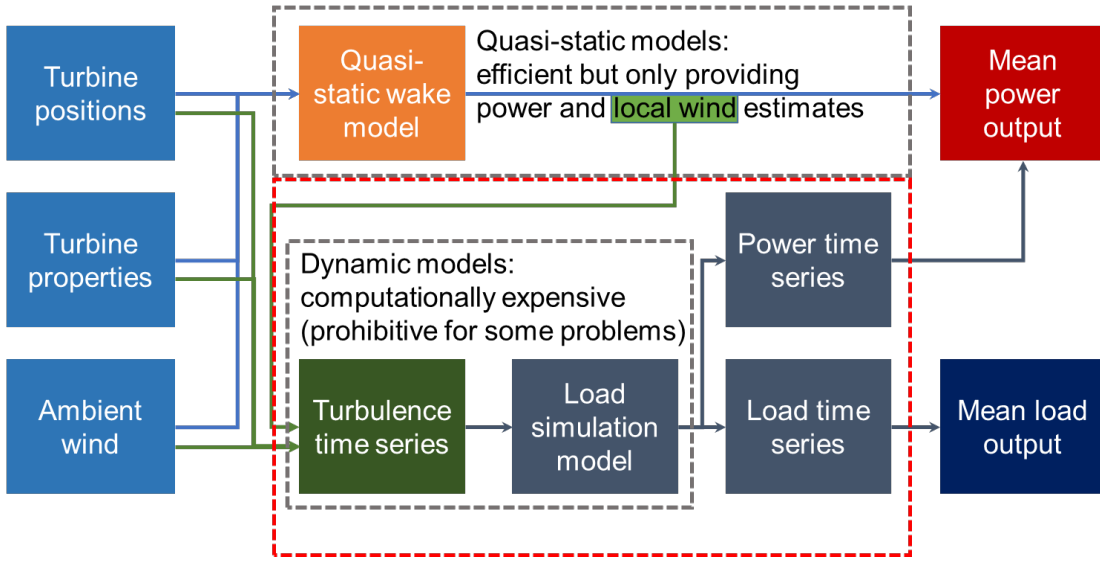 Turbine
positions
Quasi-
static wake
model
Quasi-static models:
efficient but only providing
power and local wind estimates
Mean
power
output
Turbine
properties
Dynamic models:
computationally expensive
(prohibitive for some problems)
Power time
series
Ambient
wind
Turbulence
time series
Load
simulation
model
Load time
series
Mean load
output